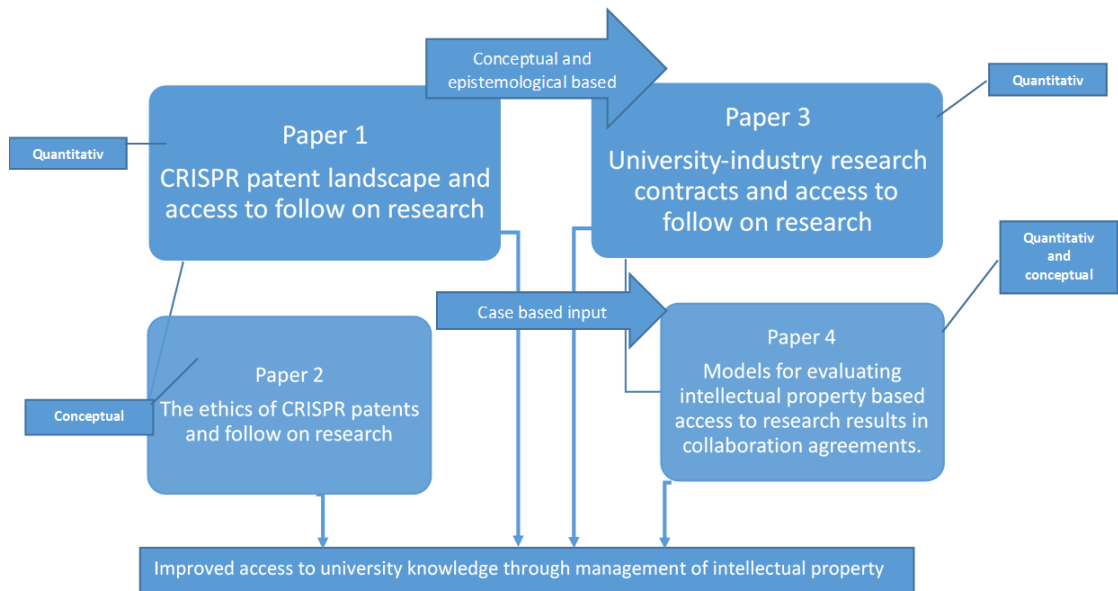 Conceptual and
epistemological based
Quantitativ
Paper 1
CRISPR patent landscape and
access to follow on research
Quantitativ
Paper 3
University-industry research
contracts and access to
follow on research
Quantitativ
and
conceptual
Case based input
Paper 2
The ethics of CRISPR patents
and follow on research
Conceptual
Paper 4
Models for evaluating
intellectual property based
access to research results in
collaboration agreements.
Improved access to university knowledge through management of intellectual property